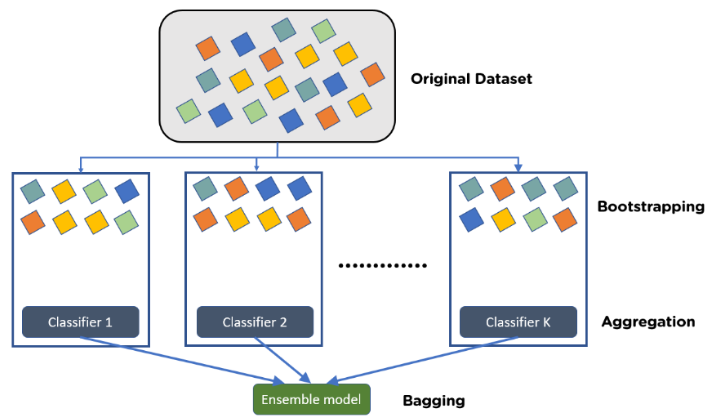 Original Dataset
Bootstrapping
Classifier 1
Classifier 2
Classifier K
Aggregation
Ensemble model
Bagging